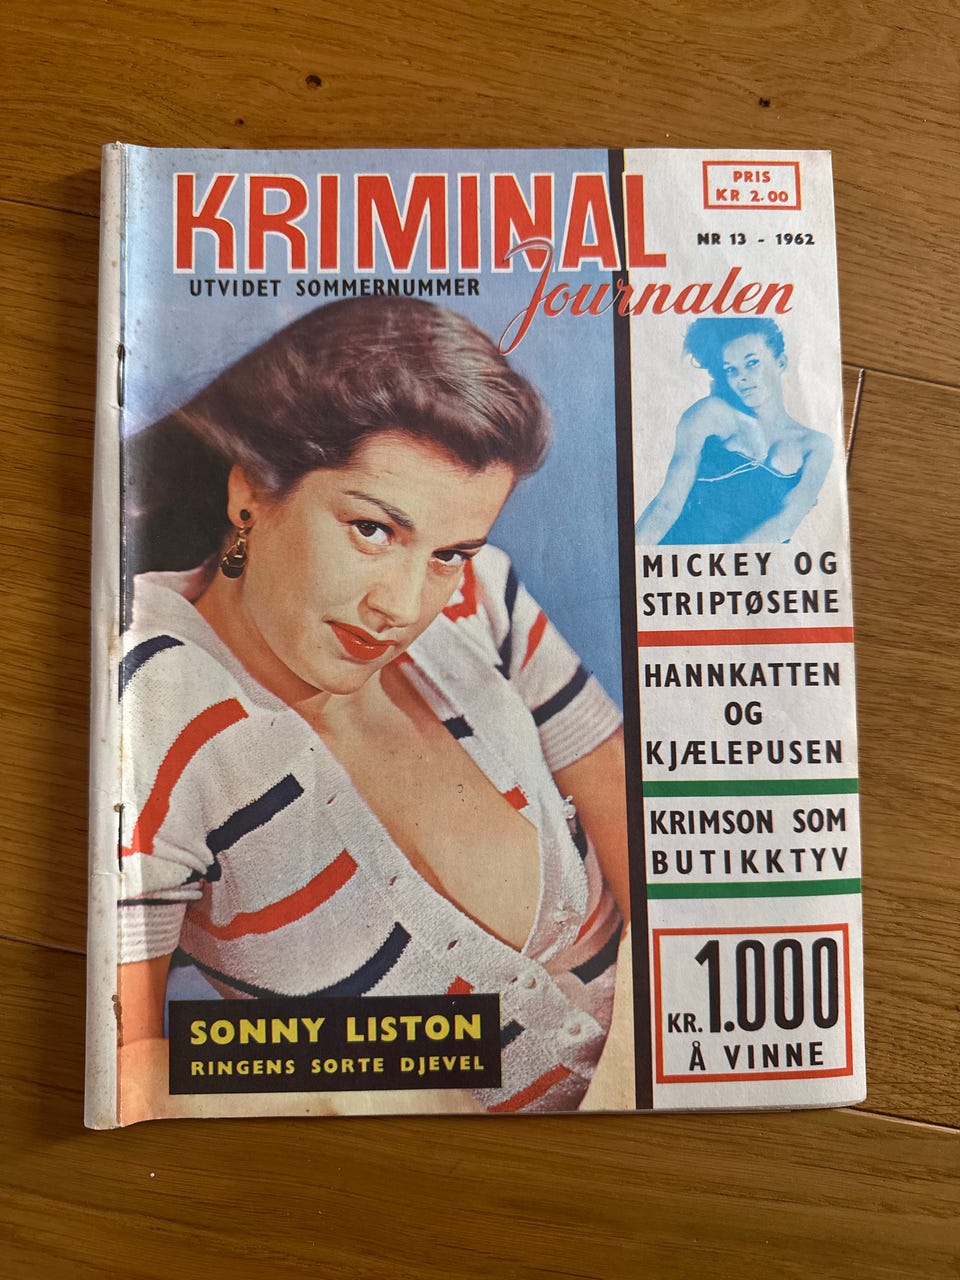 KRIMINAL
Journalen
UTVIDET SOMMERNUMMER
PRIS
KR 2.00
NR 13 - 1962
MICKEY OG
STRIPTØSENE
HANNKATTEN
OG
KJÆLEPUSEN
KRIMSON SOM
BUTIKKTYV
KR. 1.000
Å VINNE
SONNY LISTON
RINGENS SORTE DJEVEL